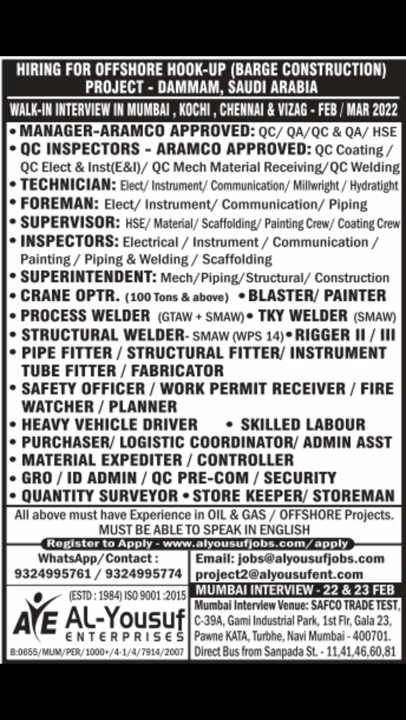 HIRING FOR OFFSHORE HOOK-UP (BARGE CONSTRUCTION)
PROJECT - DAMMAM, SAUDI ARABIA
WALK-IN INTERVIEW IN MUMBAI , KOCHI , CHENNAI & VIZAG - FEB / MAR 2022
• MANAGER-ARAMCO APPROVED: QC/ QA/QC & QA/ HSE
• QC INSPECTORS - ARAMCO APPROVED: QC Coating /
QC Elect & Inst(E&I)/ QC Mech Material Receiving/QC Welding
• TECHNICIAN: Elect/ Instrument/ Communication/ Millwright / Hydratight
• FOREMAN: Elect/ Instrument/ Communication/ Piping
• SUPERVISOR: HSE/ Material/ Scaffolding/ Painting Crew/ Coating Crew
• INSPECTORS: Electrical / Instrument / Communication /
Painting / Piping & Welding / Scaffolding
• SUPERINTENDENT: Mech/Piping/Structural/ Construction
• CRANE OPTR. (100 Tons & above) • BLASTER/ PAINTER
• PROCESS WELDER (GTAW + SMAW) • TKY WELDER (SMAW)
• STRUCTURAL WELDER- SMAW (WPS 14) • RIGGER II / III
• PIPE FITTER / STRUCTURAL FITTER/ INSTRUMENT
TUBE FITTER / FABRICATOR
• SAFETY OFFICER / WORK PERMIT RECEIVER / FIRE
WATCHER / PLANNER
• HEAVY VEHICLE DRIVER • SKILLED LABOUR
• PURCHASER/ LOGISTIC COORDINATOR/ ADMIN ASST
• MATERIAL EXPEDITER / CONTROLLER
• GRO / ID ADMIN / QC PRE-COM / SECURITY
• QUANTITY SURVEYOR • STORE KEEPER/ STOREMAN
All above must have Experience in OIL & GAS / OFFSHORE Projects.
MUST BE ABLE TO SPEAK IN ENGLISH
Register to Apply - www.alyousufjobs.com/apply
WhatsApp/Contact :
9324995761 / 9324995774
Email: jobs@alyousufjobs.com
project2@alyousufent.com
(ESTD : 1984) ISO 9001 :2015
AYE AL-Yousuf
ENTERPRISES
B:0655/MUM/PER/1000+/4-1/4/7914/2007
MUMBAI INTERVIEW - 22 & 23 FEB
Mumbai Interview Venue: SAFCO TRADE TEST,
C-39A, Gami Industrial Park, 1st Flr, Gala 23,
Pawne KATA, Turbhe, Navi Mumbai - 400701.
Direct Bus from Sanpada St. - 11,41,46,60,81